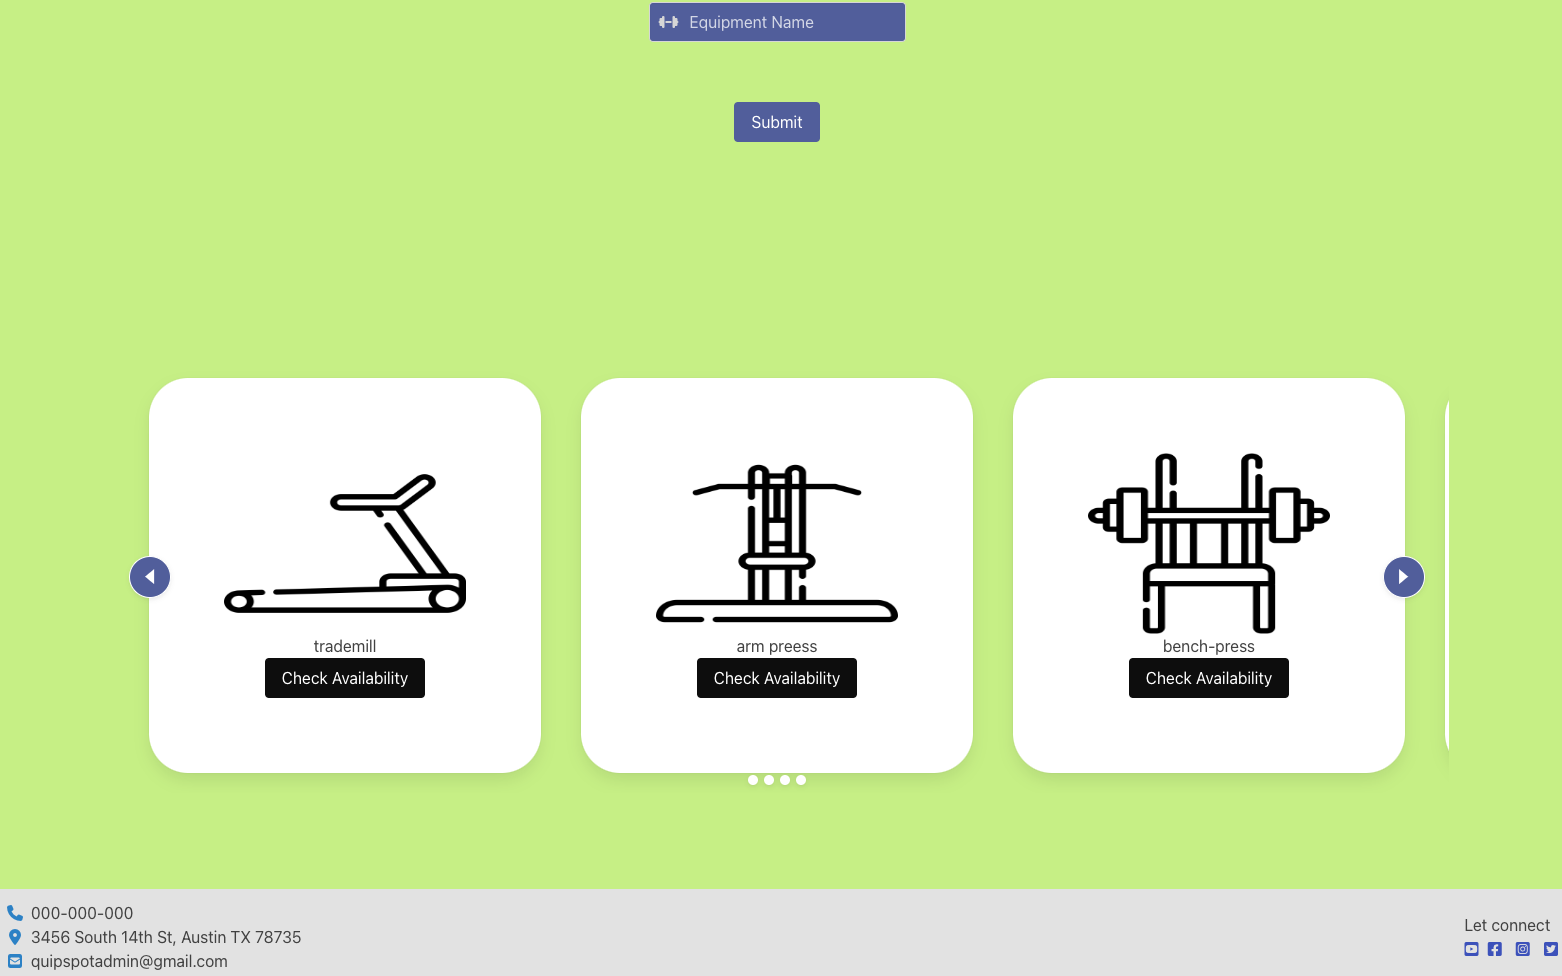 Equipment Name
Submit
trademill
Check Availability
arm preess
Check Availability
bench-press
Check Availability
000-000-000
3456 South 14th St, Austin TX 78735
quipspotadmin@gmail.com
Let connect